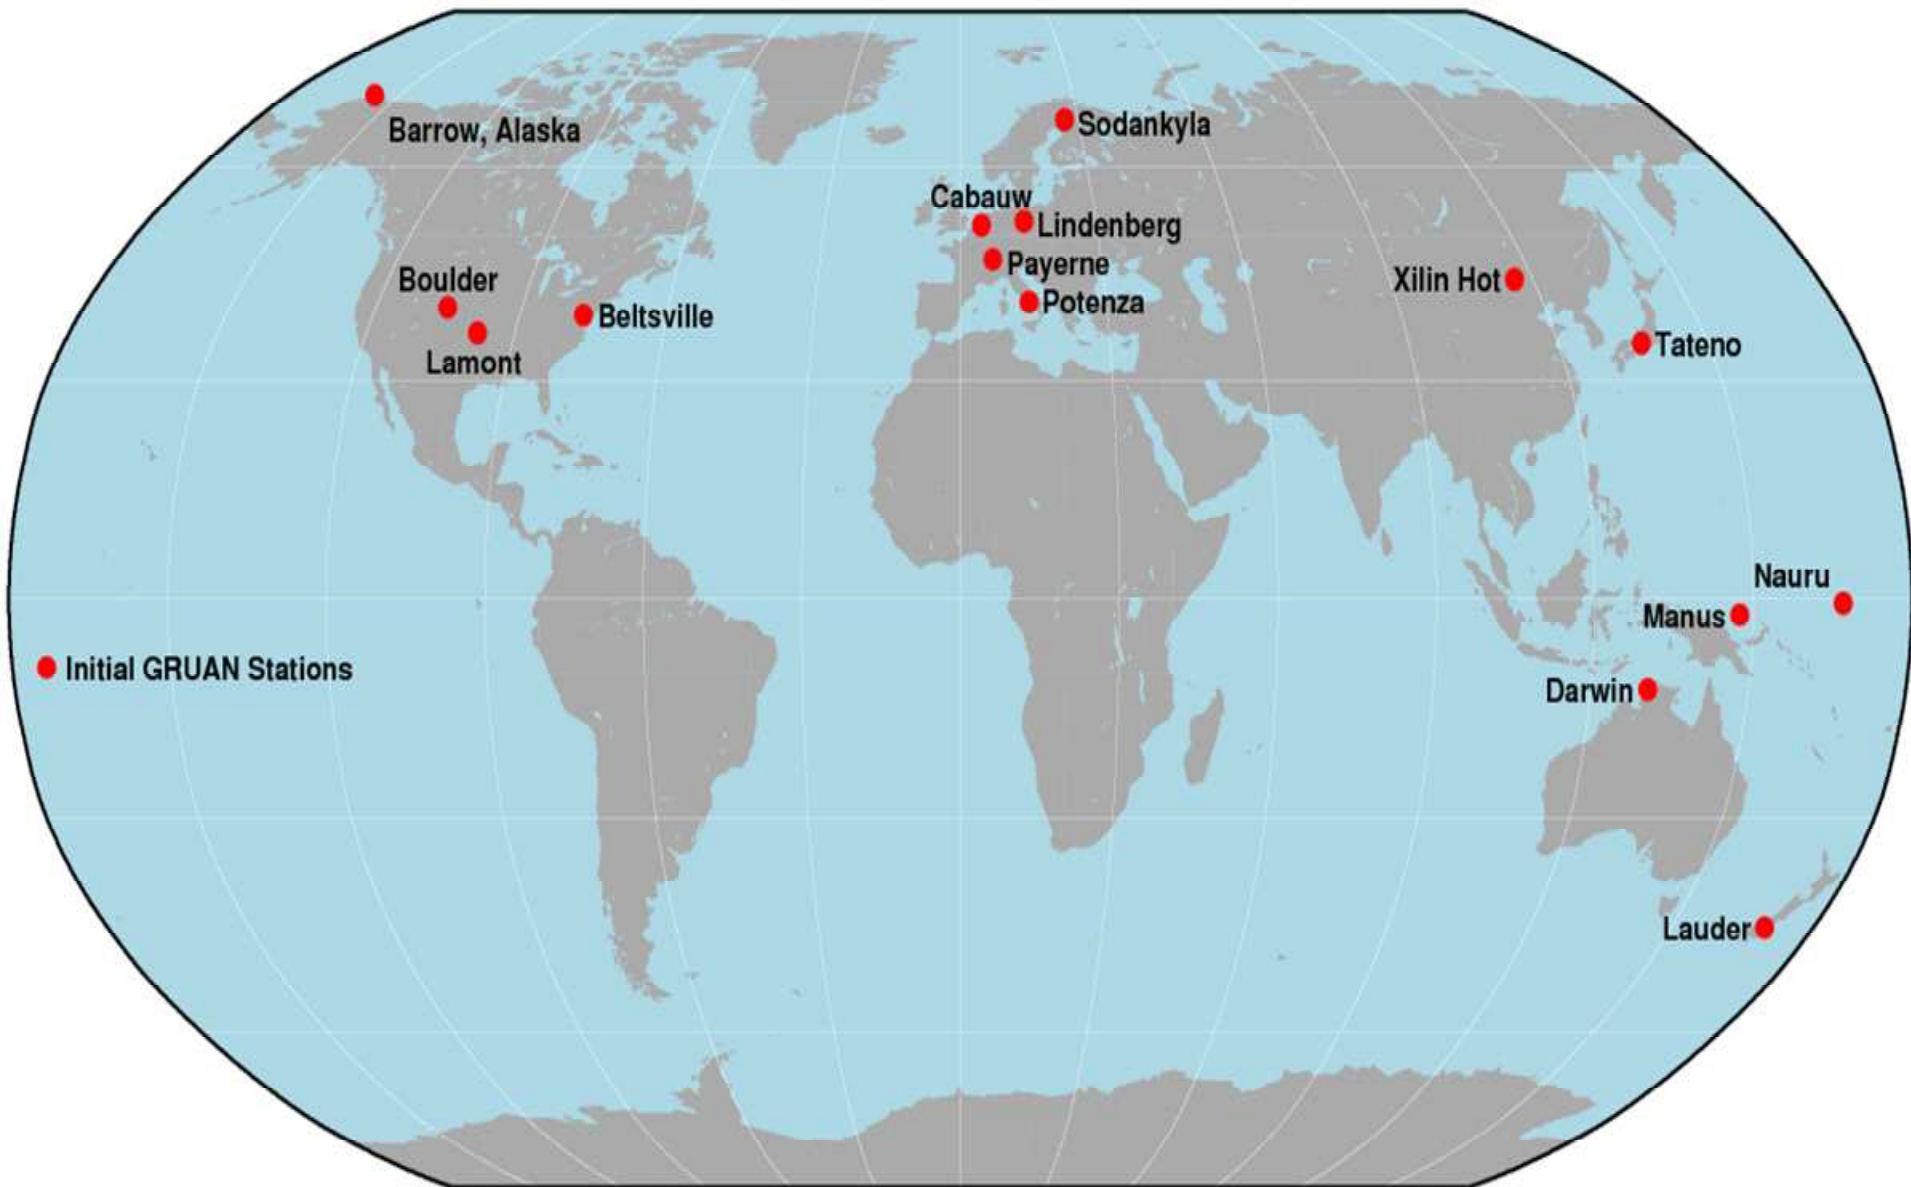 Barrow, Alaska
Sodankyla
Cabauw
Lindenberg
Payerne
Boulder
Xilin Hot
Potenza
Beltsville
Tateno
Lamont
Nauru
Manus
Initial GRUAN Stations
Darwin
Lauder